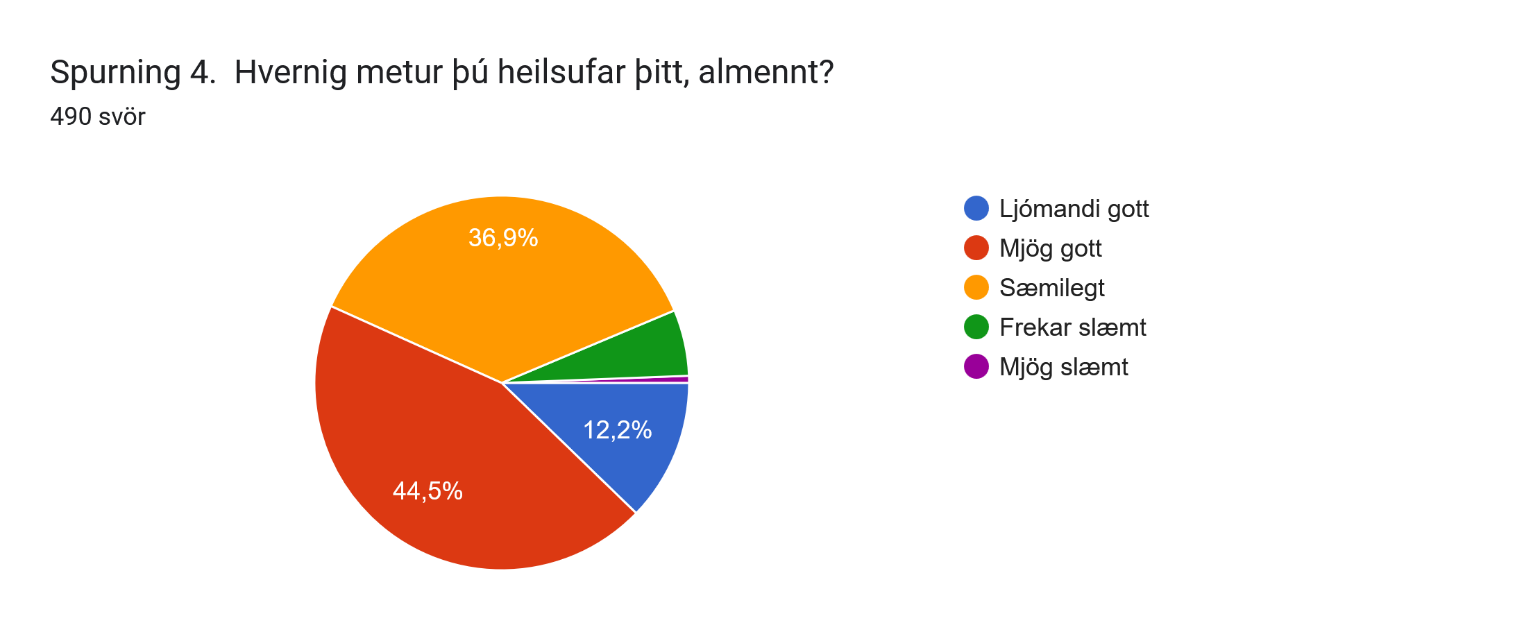 Spurning 4.  Hvernig metur þú heilsufar þitt, almennt?
490 svör
36,9%
12,2%
44,5%
Ljómandi gott
Mjög gott
Sæmilegt
Frekar slæmt
Mjög slæmt